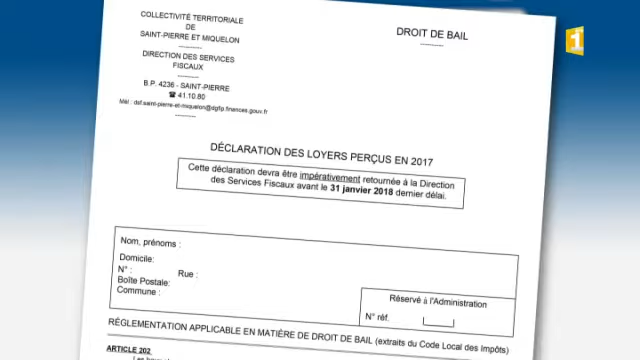 COLLECTIVITÉ TERRITORIALE
DE
SAINT-PIERRE ET MIQUELON
----------
DIRECTION DES SERVICES
FISCAUX
----------
B.P. 4236 - SAINT-PIERRE
☎ 41.10.80
Mél : dsf.saint-pierre-et-miquelon@dgfip.finances.gouv.fr
----------
DROIT DE BAIL
----------
1
DÉCLARATION DES LOYERS PERÇUS EN 2017
Cette déclaration devra être impérativement retournée à la Direction
des Services Fiscaux avant le 31 janvier 2018 dernier délai.
Nom, prénoms :
Domicile:
N° : Rue :
Boîte Postale:
Commune :
Réservé à l'Administration
N° réf.
RÉGLEMENTATION APPLICABLE EN MATIÈRE DE DROIT DE BAIL (extraits du Code Local des Impôts)
ARTICLE 202